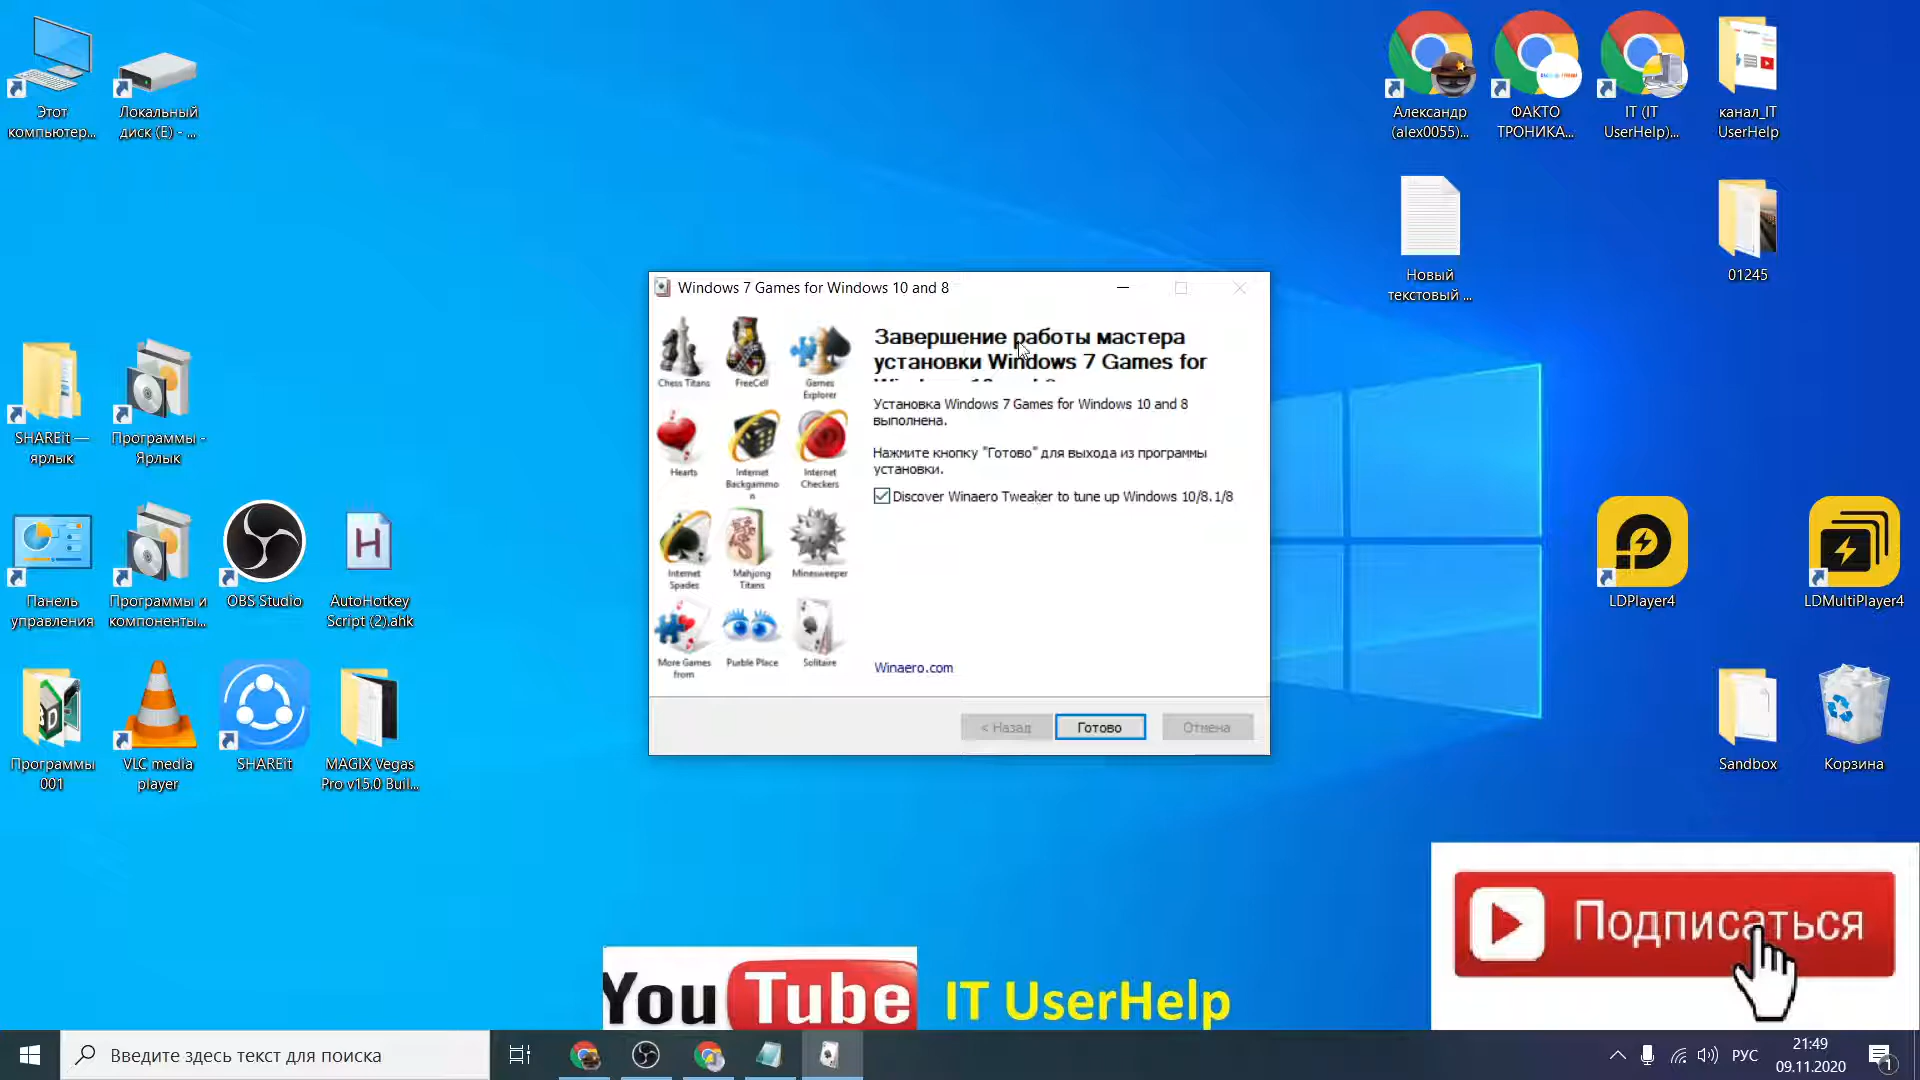 Этот
компьютер...
Локальный
диск (E) - ...
Александр
(alex0055)...
ФАКТО
ТРОНИКА...
IT (IT
UserHelp)...
канал_IT
UserHelp
Новый
текстовый ...
01245
SHAREit —
ярлык
Программы -
Ярлык
Панель
управления
Программы и
компоненты...
OBS Studio
AutoHotkey
Script (2).ahk
Программы
001
VLC media
player
SHAREit
MAGIX Vegas
Pro v15.0 Buil...
Windows 7 Games for Windows 10 and 8
Chess Titans
FreeCell
Games
Explorer
Hearts
Internet
Backgammo
n
Internet
Checkers
Internet
Spades
Mahjong
Titans
Minesweeper
More Games
from
Purble Place
Solitaire
Завершение работы мастера
установки Windows 7 Games for
Установка Windows 7 Games for Windows 10 and 8
выполнена.
Нажмите кнопку "Готово" для выхода из программы
установки.
Discover Winaero Tweaker to tune up Windows 10/8.1/8
Winaero.com
< Назад
Готово
Отмена
LDPlayer4
LDMultiPlayer4
Sandbox
Корзина
Подписаться
YouTube
IT UserHelp
Введите здесь текст для поиска
РУС
21:49
09.11.2020
1